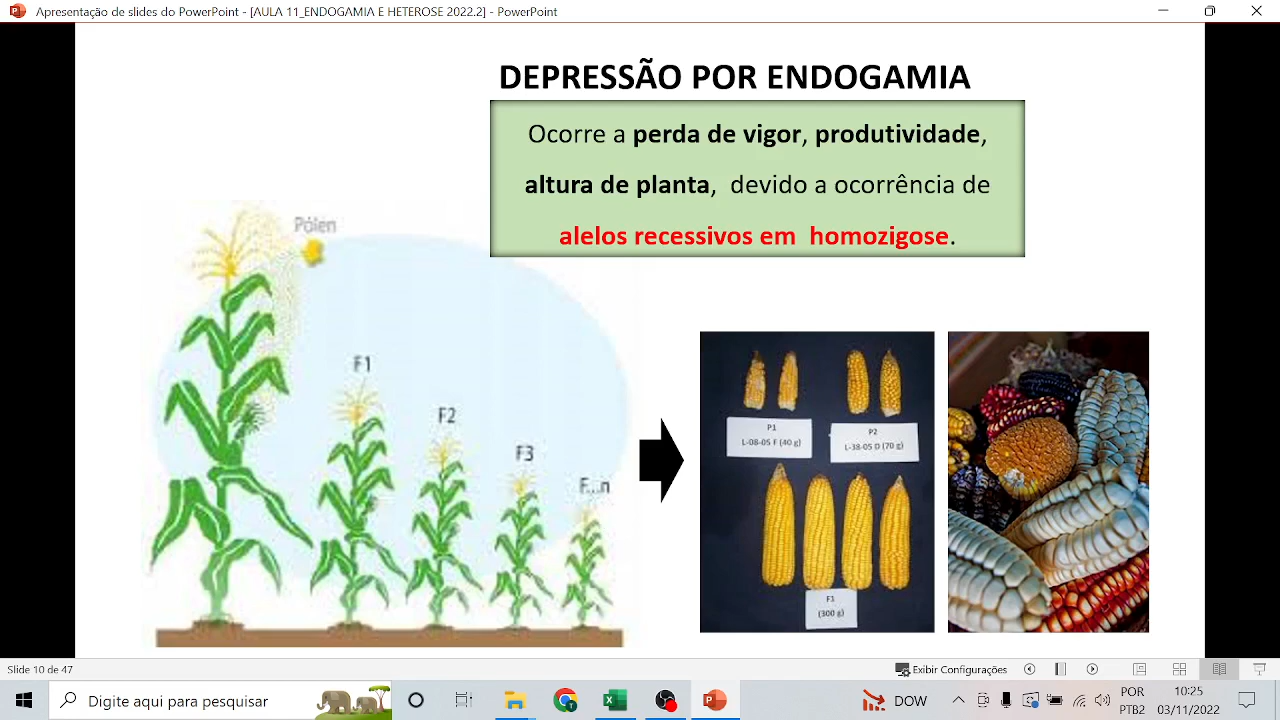 Apresentação de slides do PowerPoint - [AULA 11_ENDOGAMIA E HETEROSE 2022.2] - PowerPoint
DEPRESSÃO POR ENDOGAMIA
Ocorre a perda de vigor, produtividade,
altura de planta, devido a ocorrência de
alelos recessivos em homozigose.
Pólen
F1
F2
F3
F...n
P1
L-08-05 F (40 g)
P2
L-38-05 D (70 g)
F1
(300 g)
Slide 10 de 47
Exibir Configurações
Digite aqui para pesquisar
DOW
POR
PTB2
10:25
03/11/2022